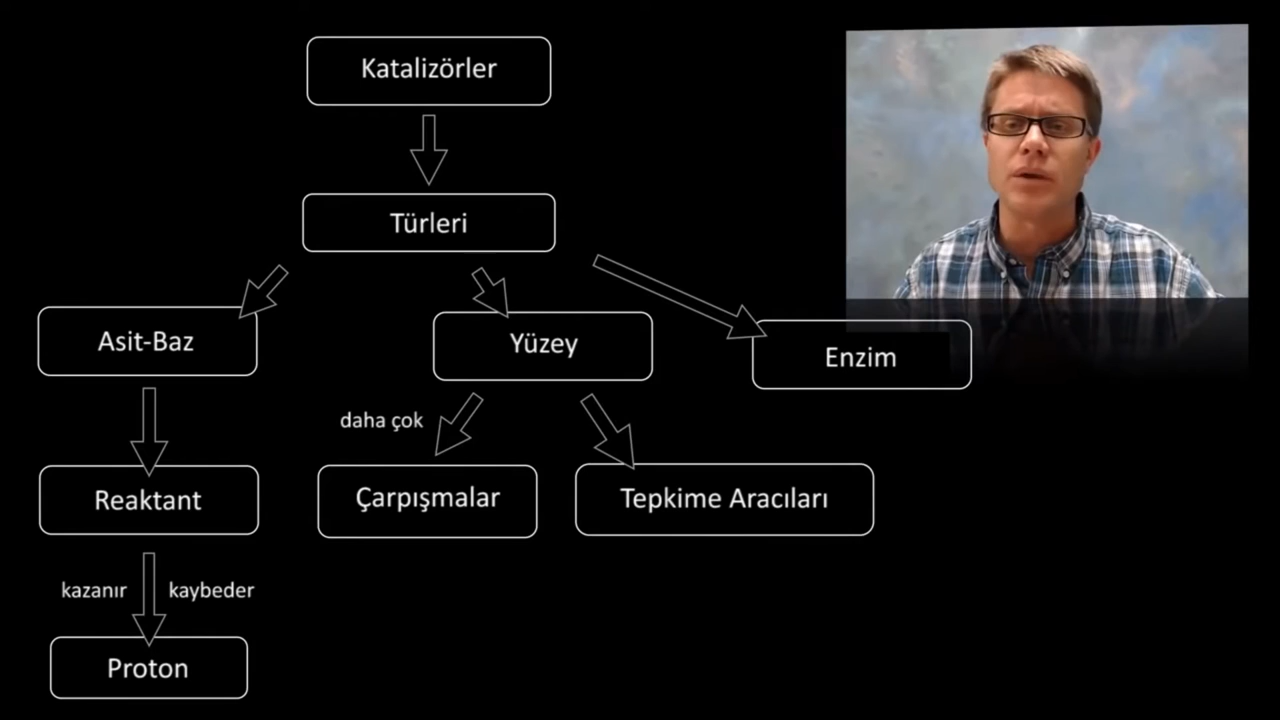 Katalizörler
Türleri
Asit-Baz
Yüzey
Enzim
daha çok
Reaktant
Çarpışmalar
Tepkime Aracıları
kazanır
kaybeder
Proton